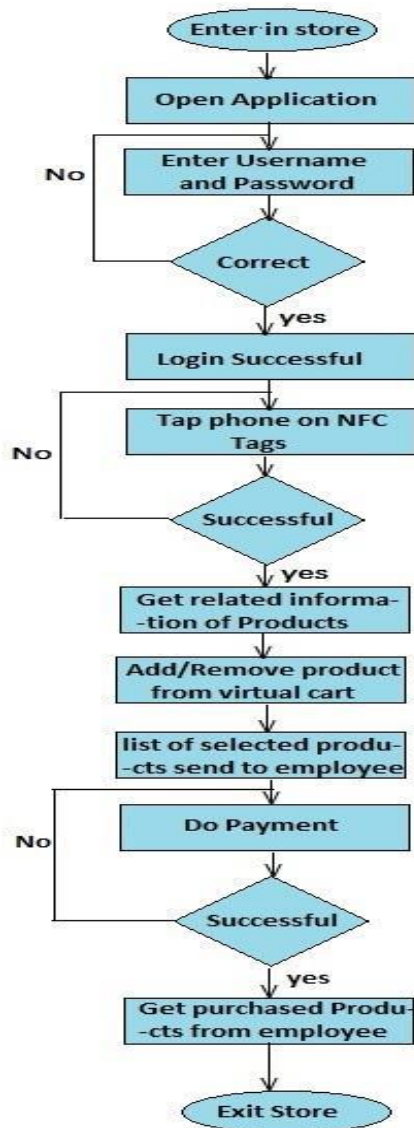 Enter in store
Open Application
Enter Username
and Password
No
Correct
yes
Login Successful
Tap phone on NFC
Tags
No
Successful
yes
Get related informa-
-tion of Products
Add/Remove product
from virtual cart
list of selected produ-
-cts send to employee
Do Payment
No
Successful
yes
Get purchased Produ-
-cts from employee
Exit Store